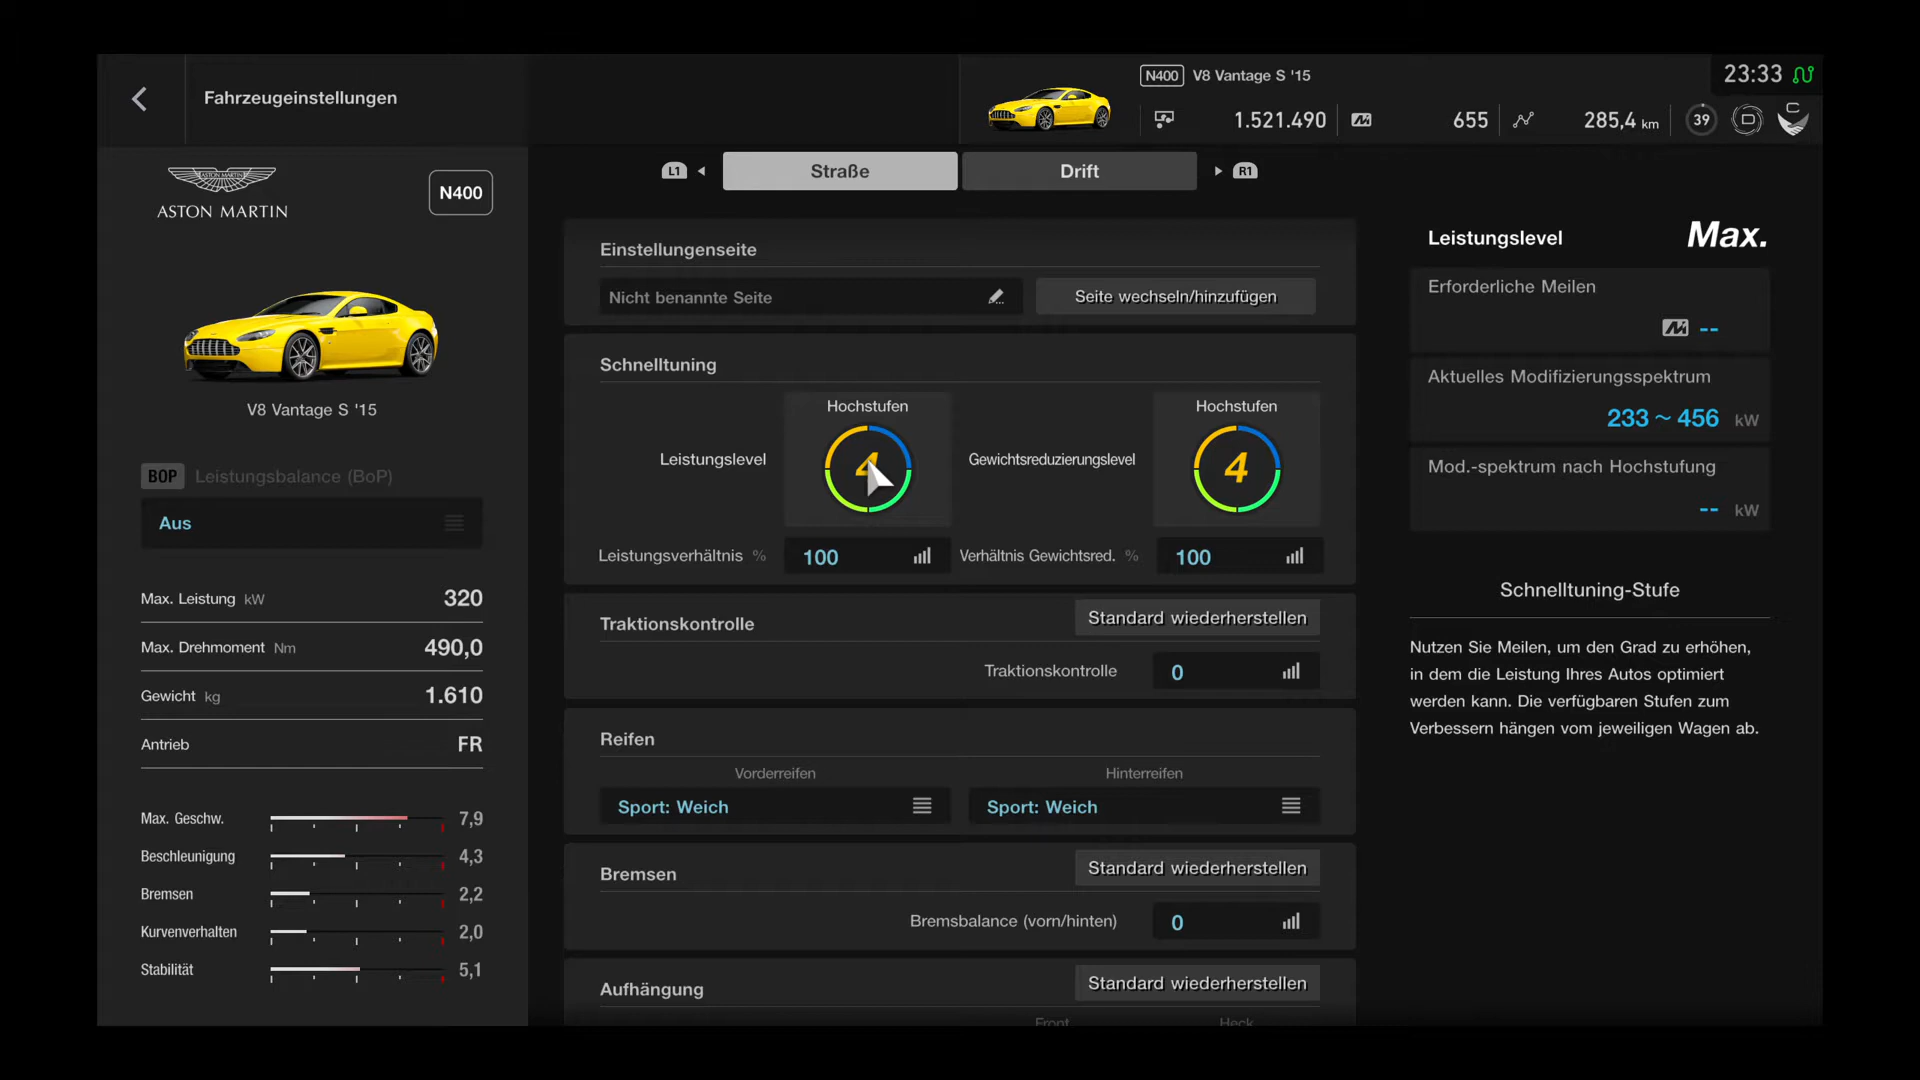 Fahrzeugeinstellungen
N400 V8 Vantage S '15
23:33
1.521.490
655
285,4 km
39
C
ASTON MARTIN
ASTON MARTIN
N400
V8 Vantage S '15
BOP Leistungsbalance (BoP)
Aus
Max. Leistung kW 320
Max. Drehmoment Nm 490,0
Gewicht kg 1.610
Antrieb FR
Max. Geschw. 7,9
Beschleunigung 4,3
Bremsen 2,2
Kurvenverhalten 2,0
Stabilität 5,1
L1 Straße Drift R1
Einstellungenseite
Nicht benannte Seite
Seite wechseln/hinzufügen
Schnelltuning
Hochstufen Hochstufen
Leistungslevel 4 Gewichtsreduzierungslevel 4
Leistungsverhältnis % 100 Verhältnis Gewichtsred. % 100
Traktionskontrolle Standard wiederherstellen
Traktionskontrolle 0
Reifen
Vorderreifen Hinterreifen
Sport: Weich Sport: Weich
Bremsen Standard wiederherstellen
Bremsbalance (vorn/hinten) 0
Aufhängung Standard wiederherstellen
Front Heck
Leistungslevel Max.
Erforderliche Meilen
--
Aktuelles Modifizierungsspektrum
233 ~ 456 kW
Mod.-spektrum nach Hochstufung
-- kW
Schnelltuning-Stufe
Nutzen Sie Meilen, um den Grad zu erhöhen,
in dem die Leistung Ihres Autos optimiert
werden kann. Die verfügbaren Stufen zum
Verbessern hängen vom jeweiligen Wagen ab.